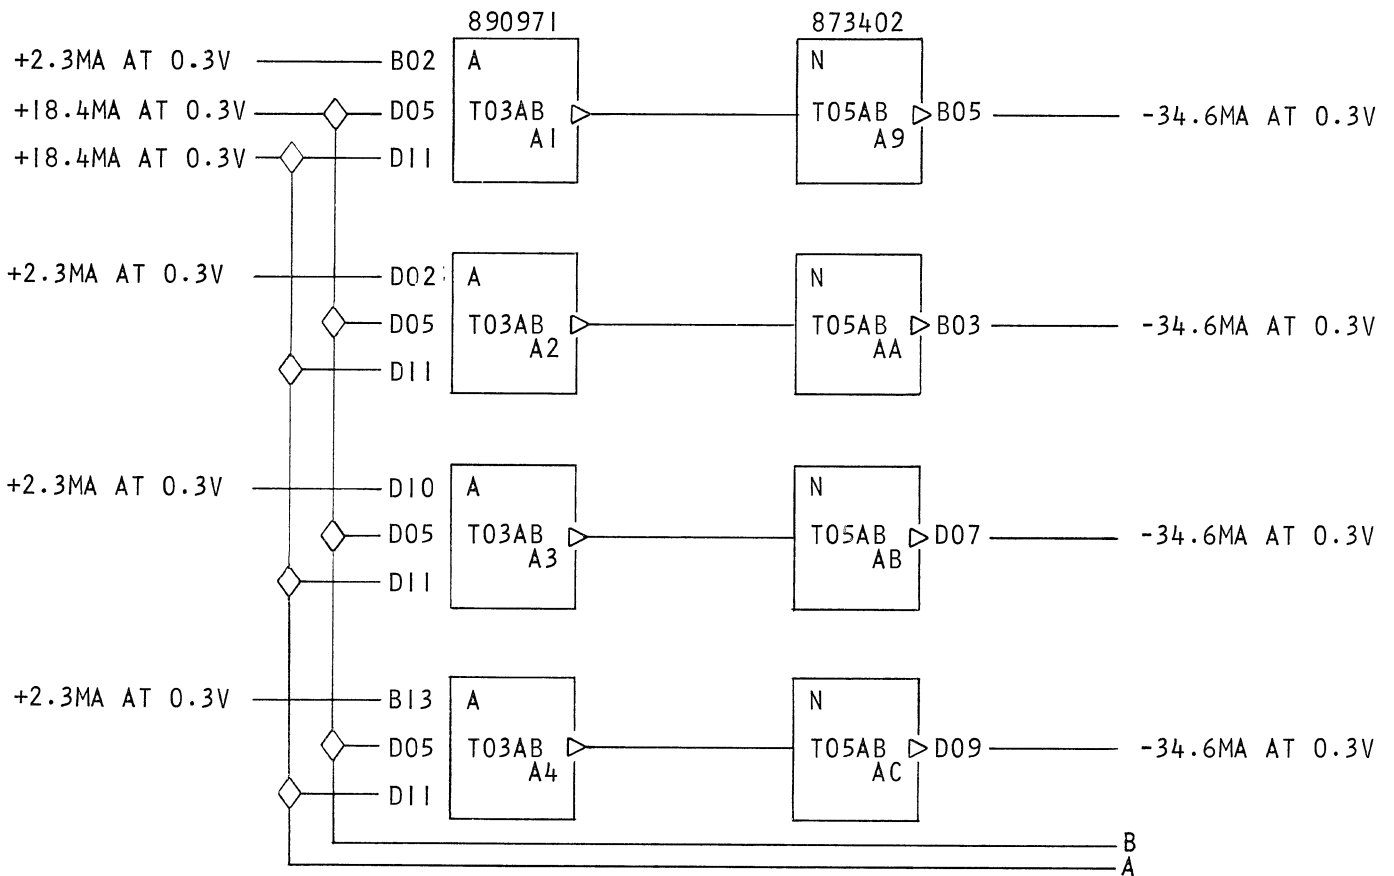 890971 873402
+2.3MA AT 0.3V B02 A N
+18.4MA AT 0.3V D05 T03AB T05AB B05 -34.6MA AT 0.3V
A1 A9
+18.4MA AT 0.3V D11
+2.3MA AT 0.3V D02 A N
D05 T03AB T05AB B03 -34.6MA AT 0.3V
A2 AA
D11
+2.3MA AT 0.3V D10 A N
D05 T03AB T05AB D07 -34.6MA AT 0.3V
A3 AB
D11
+2.3MA AT 0.3V B13 A N
D05 T03AB T05AB D09 -34.6MA AT 0.3V
A4 AC
D11
B
A